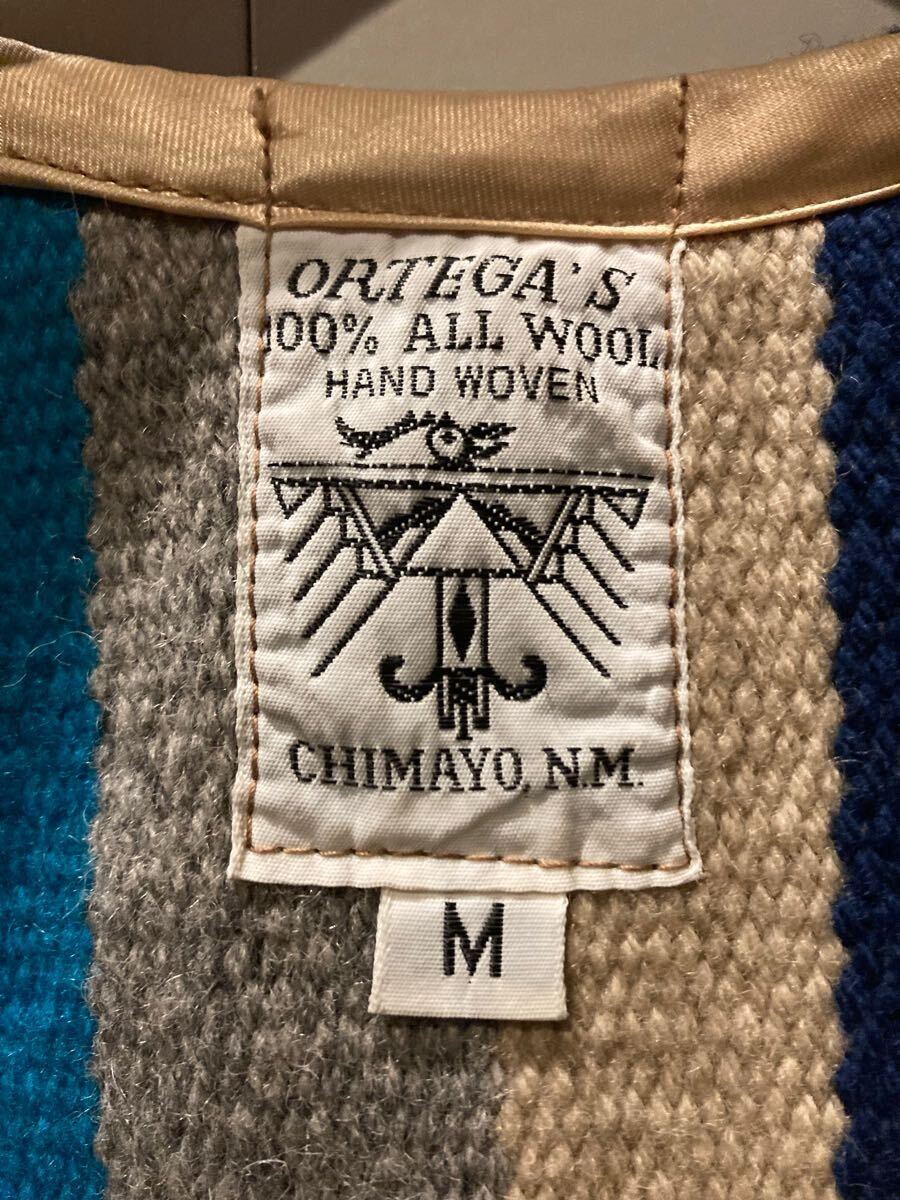 ORTEGA'S
100% ALL WOOL
HAND WOVEN
CHIMAYO, N.M.
M